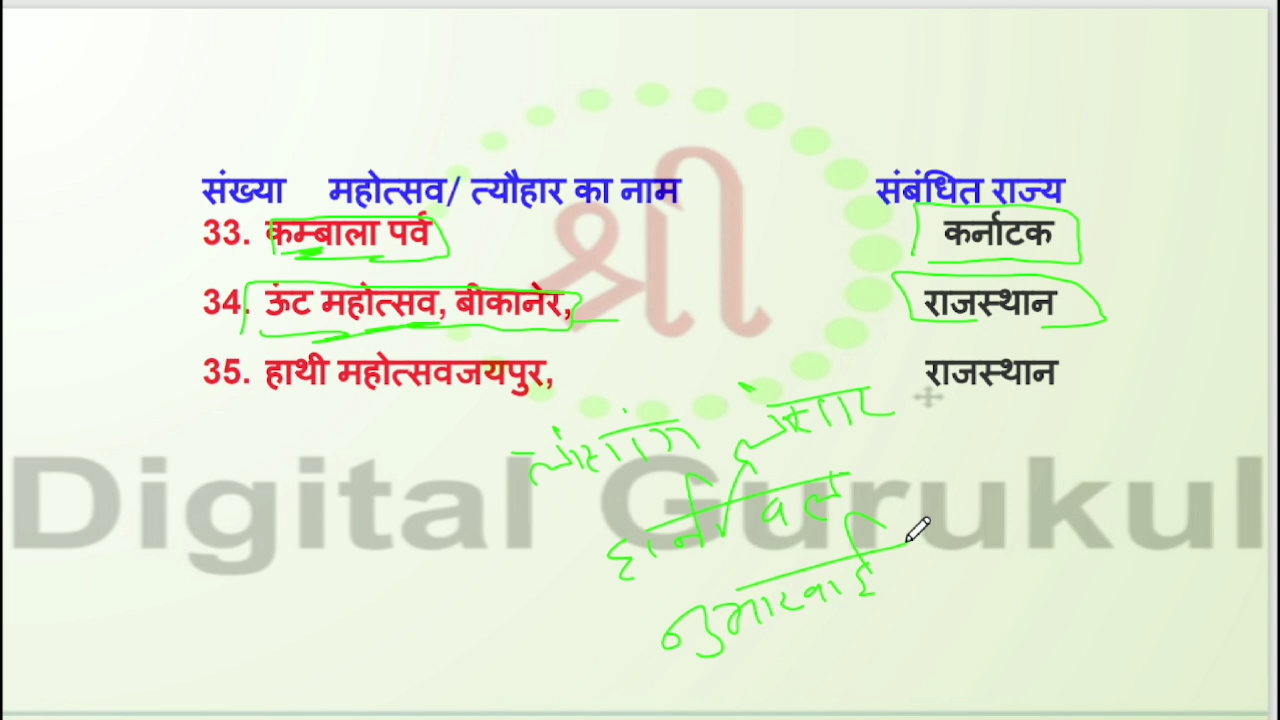 संख्या महोत्सव/ त्यौहार का नाम संबंधित राज्य
33. कम्बाला पर्व कर्नाटक
34. ऊंट महोत्सव, बीकानेर, राजस्थान
35. हाथी महोत्सवजयपुर, राजस्थान
श्री
Digital Gurukul